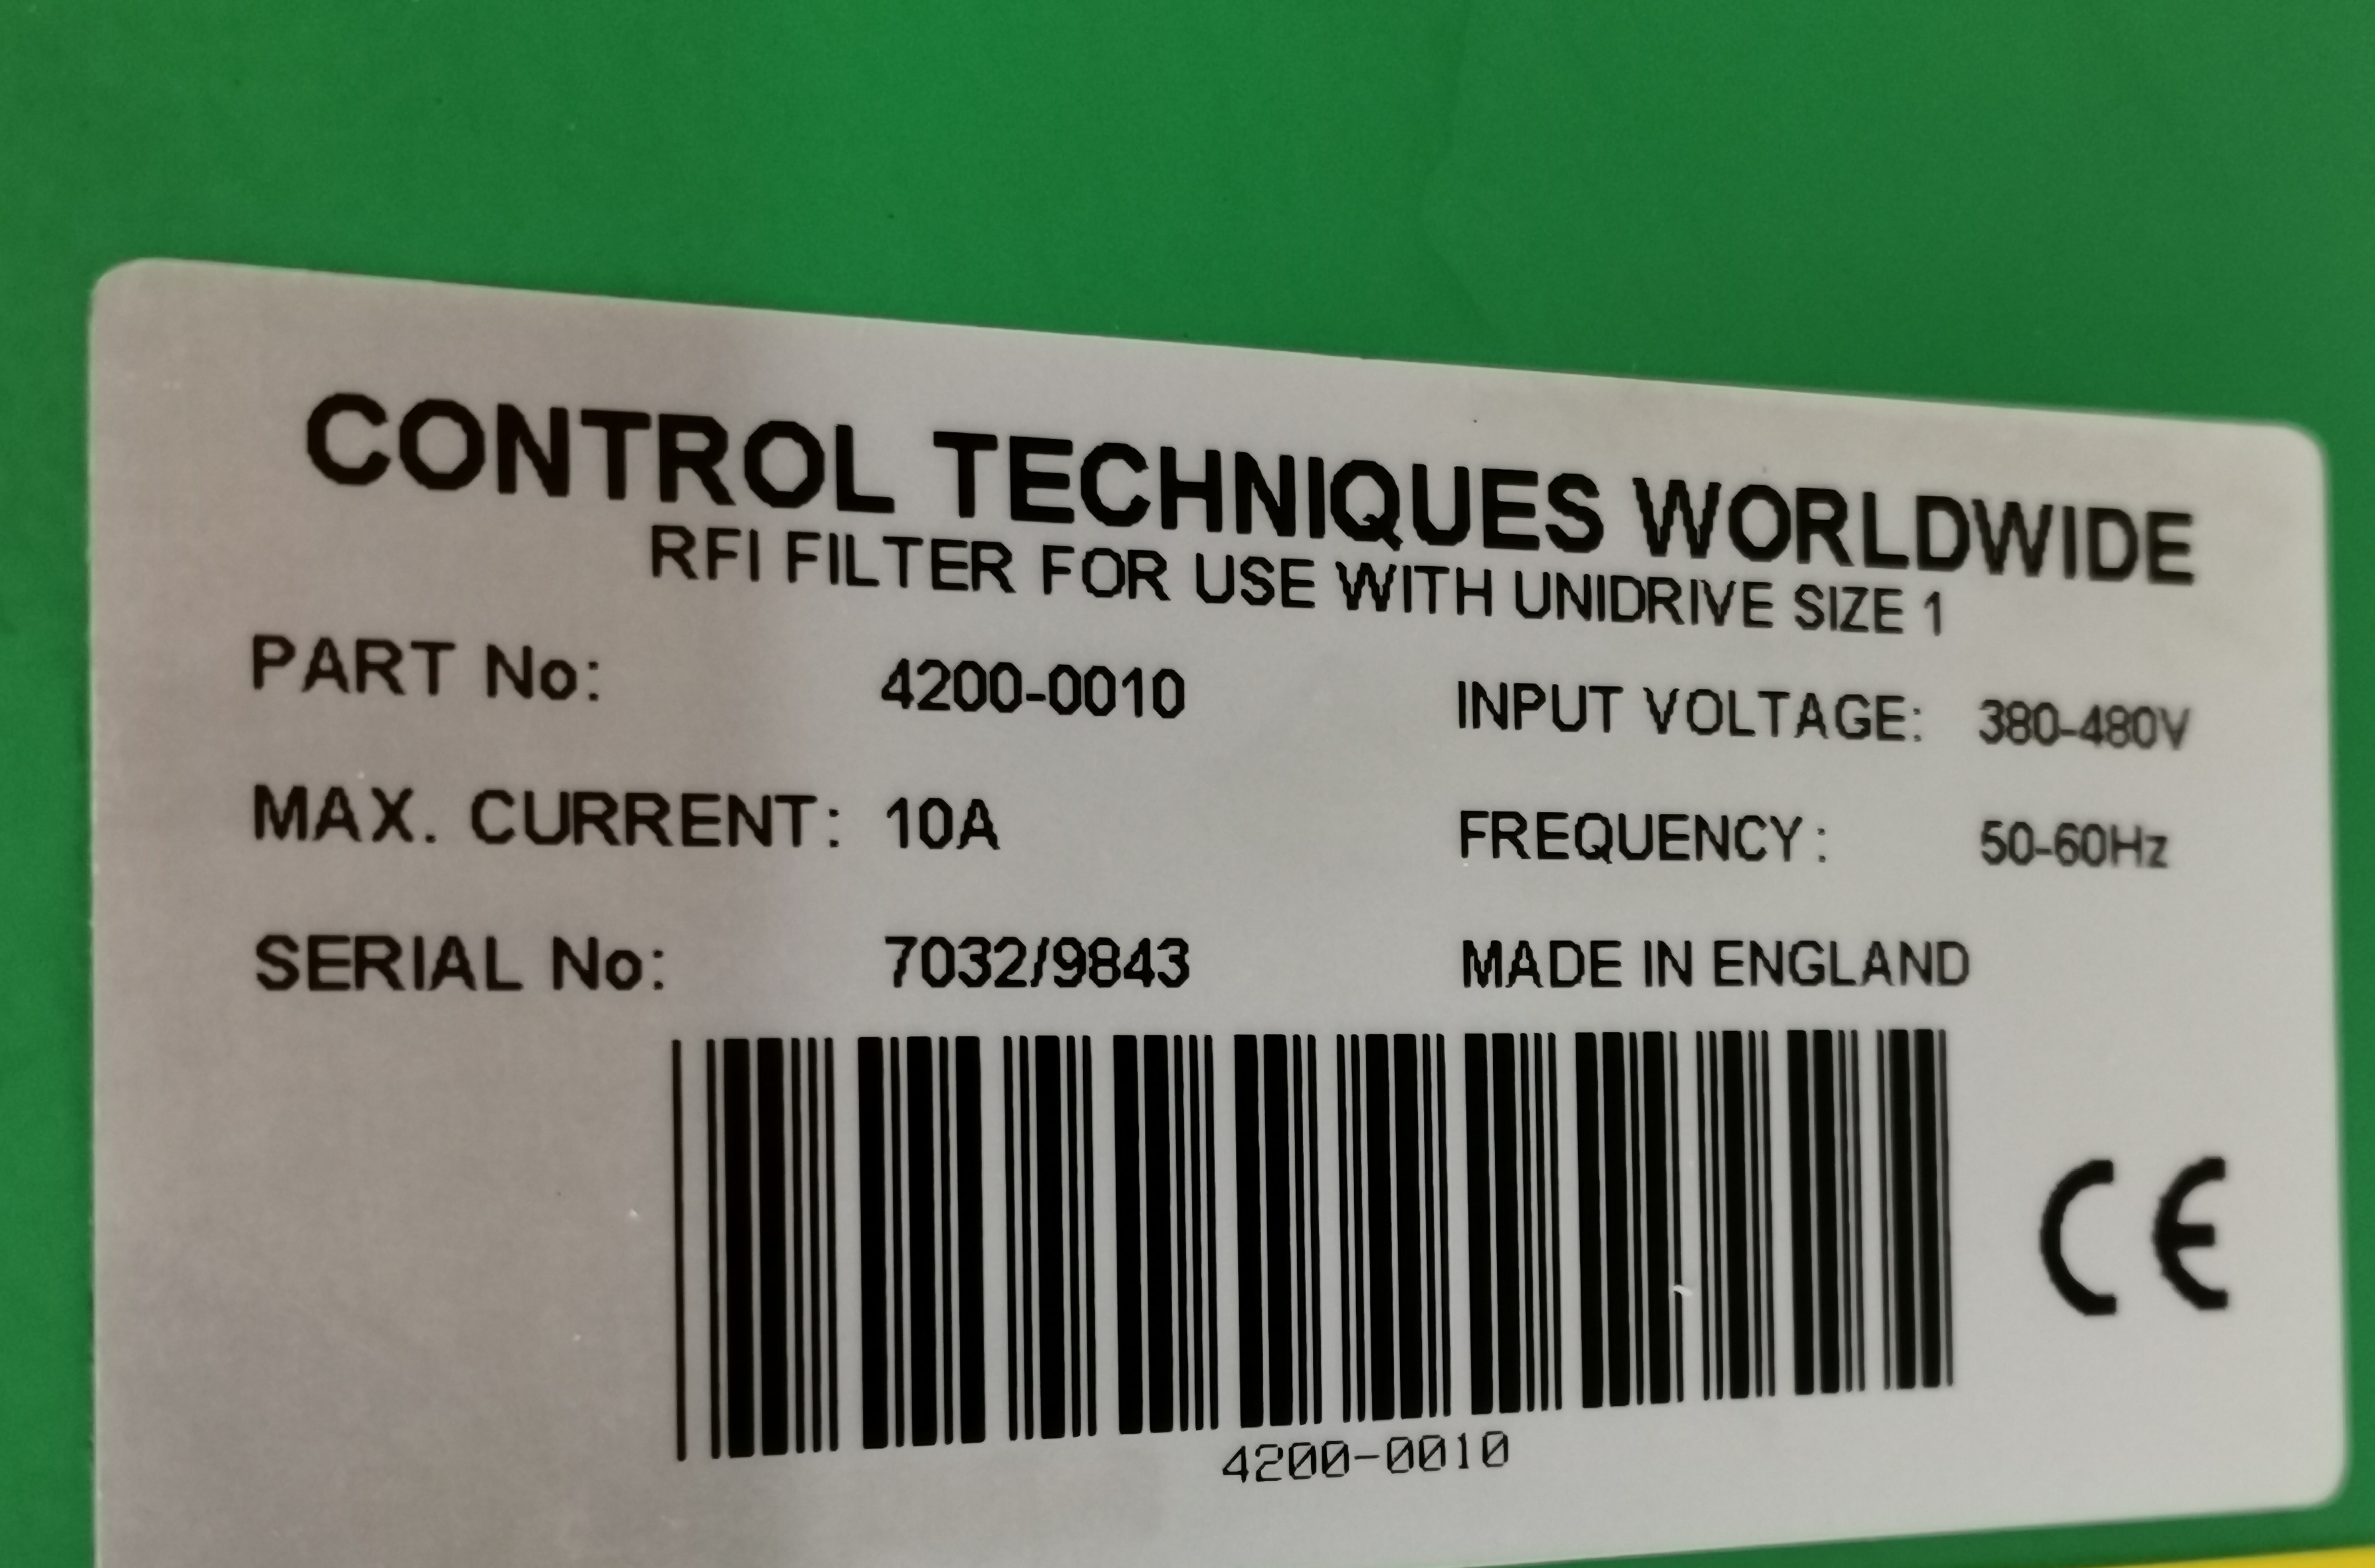 CONTROL TECHNIQUES WORLDWIDE
RFI FILTER FOR USE WITH UNIDRIVE SIZE 1
PART No: 4200-0010 INPUT VOLTAGE: 380-480V
MAX. CURRENT: 10A FREQUENCY: 50-60Hz
SERIAL No: 7032/9843 MADE IN ENGLAND
CE
4200-0010